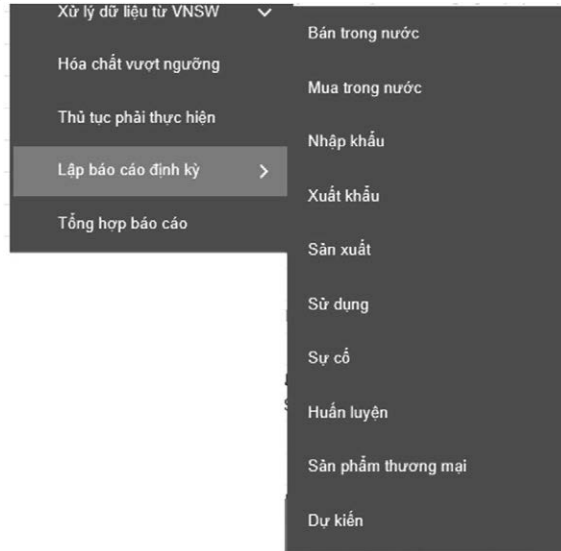 Xử lý dữ liệu từ VNSW
Hóa chất vượt ngưỡng
Thủ tục phải thực hiện
Lập báo cáo định kỳ
Tổng hợp báo cáo
Bán trong nước
Mua trong nước
Nhập khẩu
Xuất khẩu
Sản xuất
Sử dụng
Sự cố
Huấn luyện
Sản phẩm thương mại
Dự kiến